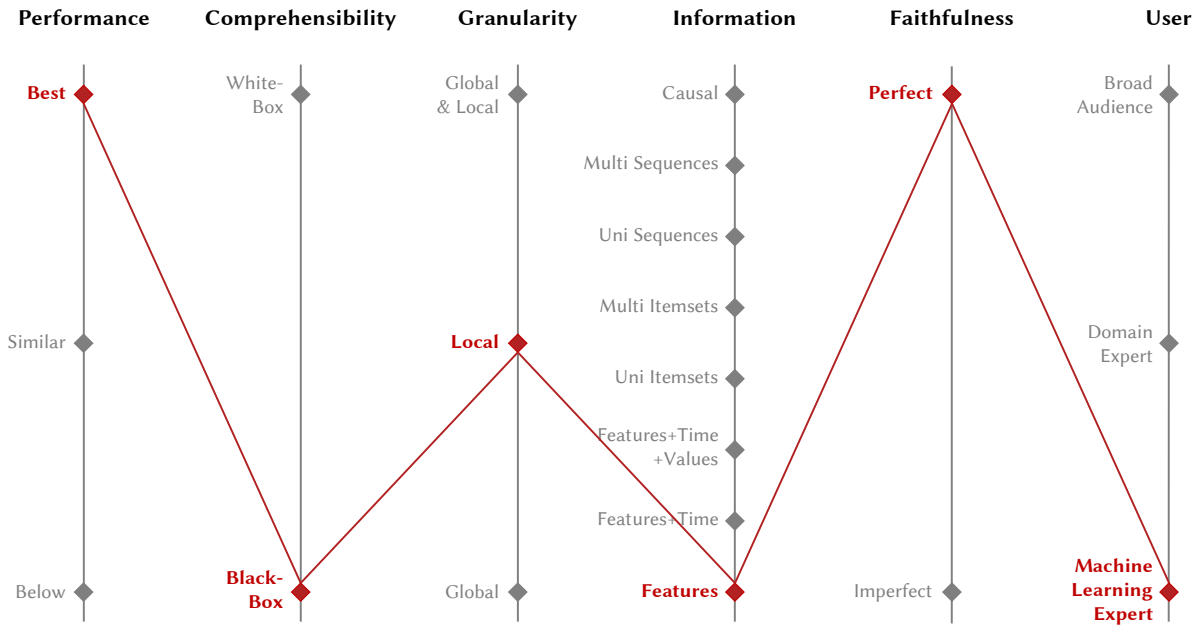 Performance
Comprehensibility
Granularity
Information
Faithfulness
User
Best
Similar
Below
White-
Box
Black-
Box
Global
& Local
Local
Global
Causal
Multi Sequences
Uni Sequences
Multi Itemsets
Uni Itemsets
Features+Time
+Values
Features+Time
Features
Perfect
Imperfect
Broad
Audience
Domain
Expert
Machine
Learning
Expert